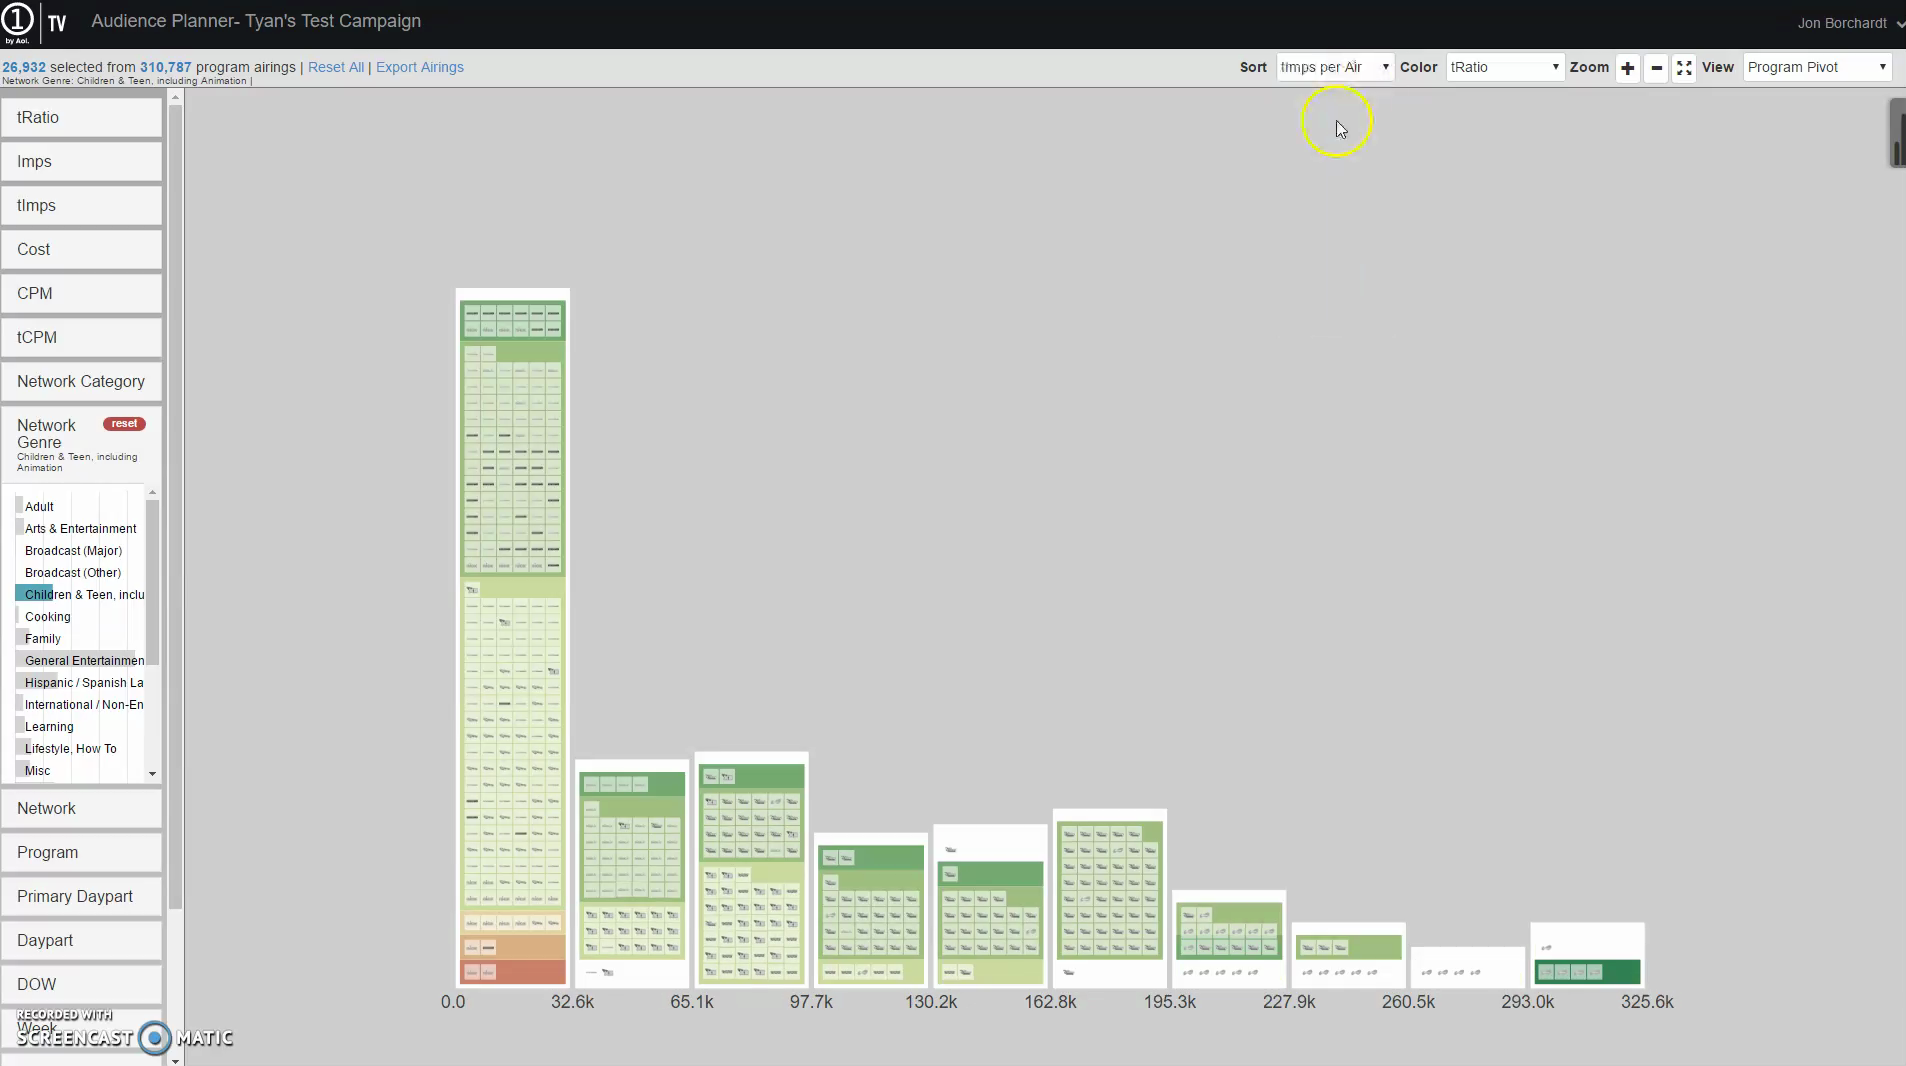 1 TV
by Aol.
Audience Planner- Tyan's Test Campaign
Jon Borchardt
26,932 selected from 310,787 program airings | Reset All | Export Airings
Network Genre: Children & Teen, including Animation |
Sort tImps per Air Color tRatio Zoom + - View Program Pivot
tRatio
Imps
tImps
Cost
CPM
tCPM
Network Category
Network Genre reset
Children & Teen, including
Animation
Adult
Arts & Entertainment
Broadcast (Major)
Broadcast (Other)
Children & Teen, inclu
Cooking
Family
General Entertainmen
Hispanic / Spanish La
International / Non-En
Learning
Lifestyle, How To
Misc
Network
Program
Primary Daypart
Daypart
DOW
Week
RECORDED WITH
SCREENCAST MATIC
0.0 32.6k 65.1k 97.7k 130.2k 162.8k 195.3k 227.9k 260.5k 293.0k 325.6k